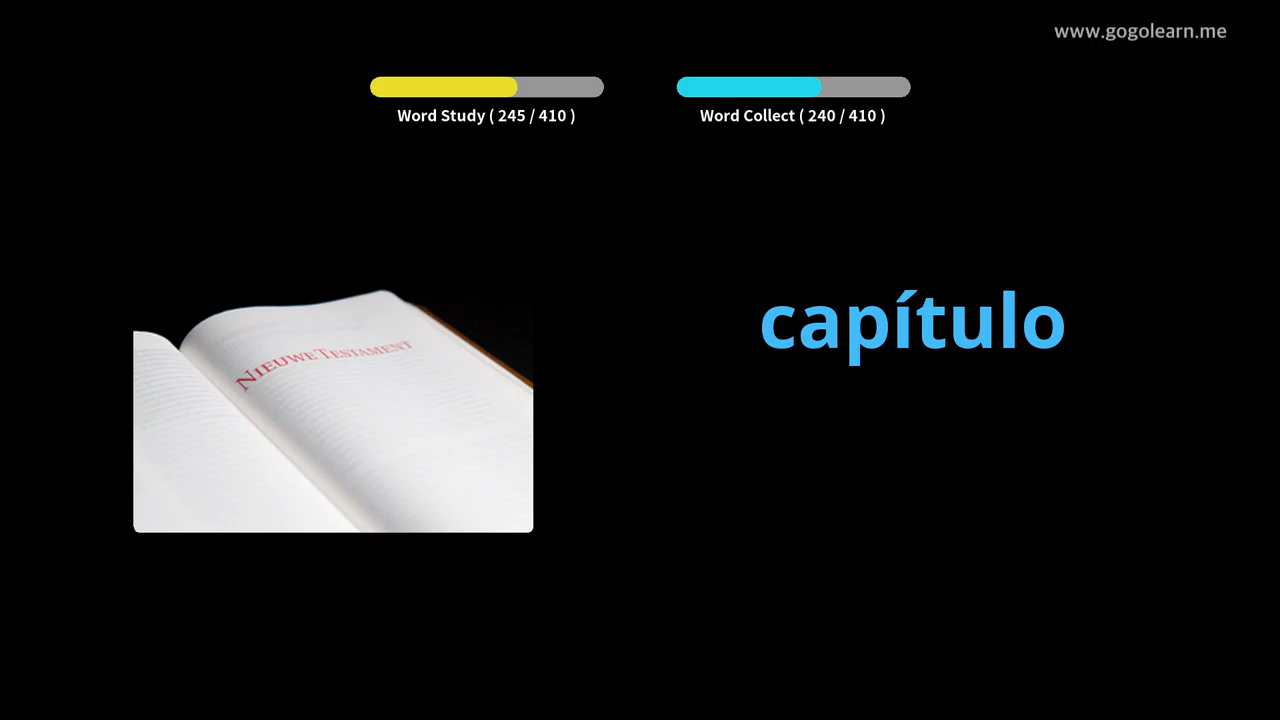 www.gogolearn.me
Word Study ( 245 / 410 )
Word Collect ( 240 / 410 )
capítulo
NIEUWE TESTAMENT